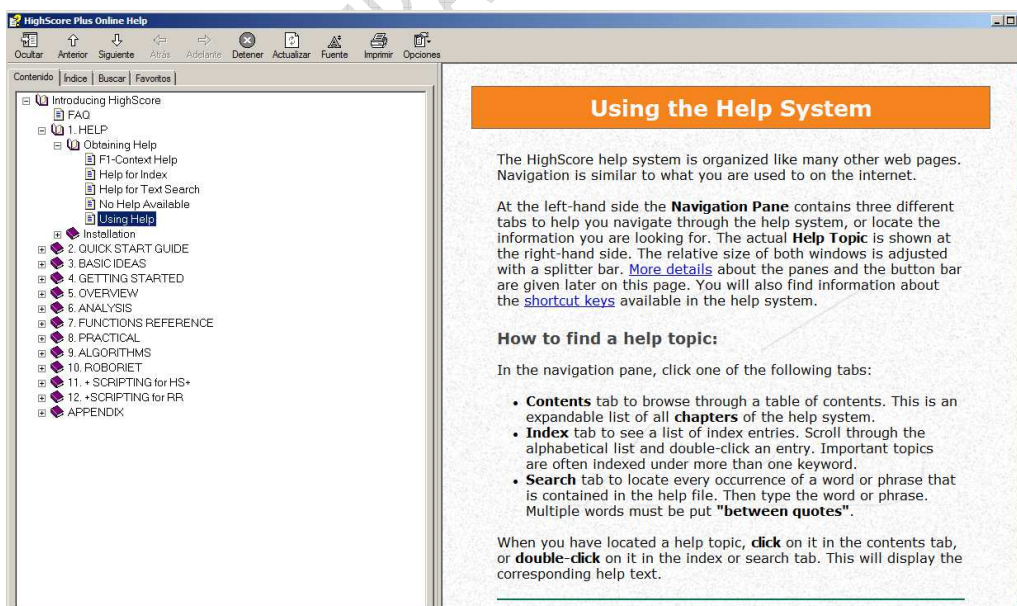 HighScore Plus Online Help
Ocultar Anterior Siguiente Atrás Adelante Detener Actualizar Fuente Imprimir Opciones
Contenido Índice Buscar Favoritos
Introducing HighScore
FAQ
1. HELP
Obtaining Help
F1-Context Help
Help for Index
Help for Text Search
No Help Available
Using Help
Installation
2. QUICK START GUIDE
3. BASIC IDEAS
4. GETTING STARTED
5. OVERVIEW
6. ANALYSIS
7. FUNCTIONS REFERENCE
8. PRACTICAL
9. ALGORITHMS
10. ROBORIET
11. + SCRIPTING for HS+
12. +SCRIPTING for RR
APPENDIX
Using the Help System
The HighScore help system is organized like many other web pages.
Navigation is similar to what you are used to on the internet.
At the left-hand side the Navigation Pane contains three different
tabs to help you navigate through the help system, or locate the
information you are looking for. The actual Help Topic is shown at
the right-hand side. The relative size of both windows is adjusted
with a splitter bar. More details about the panes and the button bar
are given later on this page. You will also find information about
the shortcut keys available in the help system.
How to find a help topic:
In the navigation pane, click one of the following tabs:
• Contents tab to browse through a table of contents. This is an
expandable list of all chapters of the help system.
• Index tab to see a list of index entries. Scroll through the
alphabetical list and double-click an entry. Important topics
are often indexed under more than one keyword.
• Search tab to locate every occurrence of a word or phrase that
is contained in the help file. Then type the word or phrase.
Multiple words must be put "between quotes".
When you have located a help topic, click on it in the contents tab,
or double-click on it in the index or search tab. This will display the
corresponding help text.